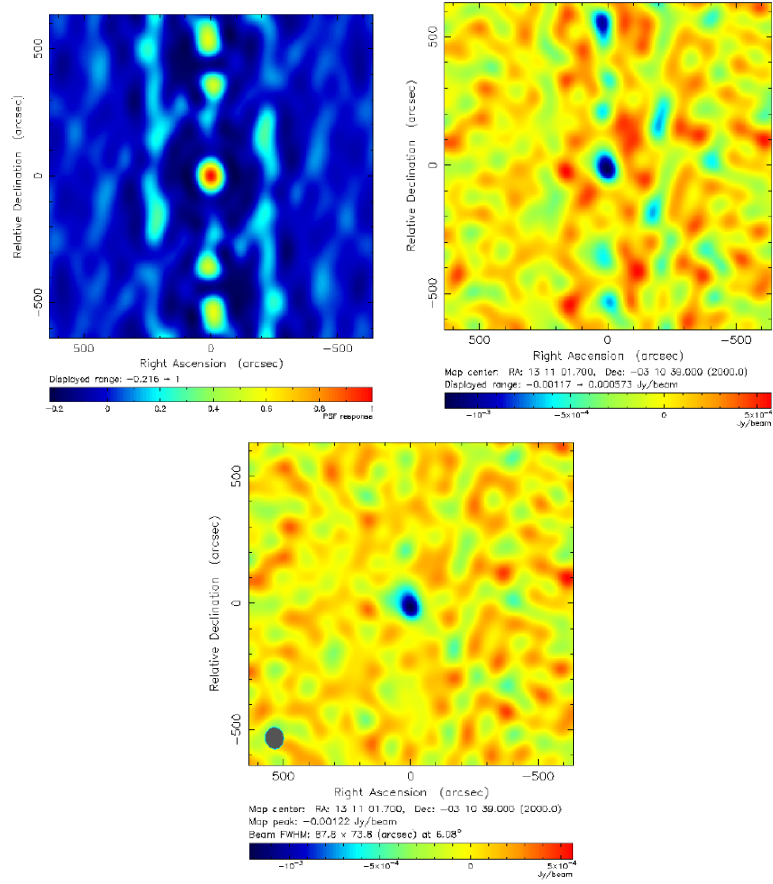 500
0
−500
Relative Declination (arcsec)
500 0 −500
Right Ascension (arcsec)
Displayed range: −0.216 → 1
−0.2 0 0.2 0.4 0.6 0.8 1
PSF response
500
0
−500
Relative Declination (arcsec)
500 0 −500
Right Ascension (arcsec)
Map center: RA: 13 11 01.700, Dec: −03 10 39.000 (2000.0)
Displayed range: −0.00117 → 0.000573 Jy/beam
−10⁻³ −5×10⁻⁴ 0 5×10⁻⁴
Jy/beam
500
0
−500
Relative Declination (arcsec)
500 0 −500
Right Ascension (arcsec)
Map center: RA: 13 11 01.700, Dec: −03 10 39.000 (2000.0)
Map peak: −0.00122 Jy/beam
Beam FWHM: 87.8 x 73.8 (arcsec) at 6.08°
−10⁻³ −5×10⁻⁴ 0 5×10⁻⁴
Jy/beam